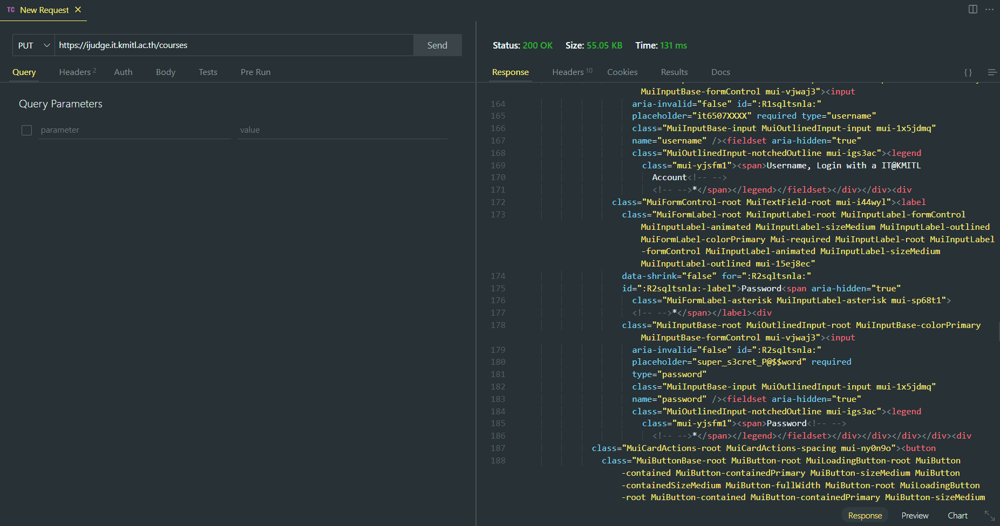 TC New Request
PUT https://ijudge.it.kmitl.ac.th/courses Send
Query Headers 2 Auth Body Tests Pre Run
Query Parameters
parameter value
Status: 200 OK Size: 55.05 KB Time: 131 ms
Response Headers 10 Cookies Results Docs {}
MuiInputBase-formControl mui-vjwaj3"><input
164 aria-invalid="false" id=":R1sqltsnla:"
165 placeholder="it6507XXXX" required type="username"
166 class="MuiInputBase-input MuiOutlinedInput-input mui-1x5jdmq"
167 name="username" /><fieldset aria-hidden="true"
168 class="MuiOutlinedInput-notchedOutline mui-igs3ac"><legend
169 class="mui-yjsfm1"><span>Username, Login with a IT@KMITL
170 Account<!-- -->
171 <!-- -->*</span></legend></fieldset></div></div><div
172 class="MuiFormControl-root MuiTextField-root mui-i44wyl"><label
173 class="MuiFormLabel-root MuiInputLabel-root MuiInputLabel-formControl
MuiInputLabel-animated MuiInputLabel-sizeMedium MuiInputLabel-outlined
MuiFormLabel-colorPrimary Mui-required MuiInputLabel-root MuiInputLabel
-formControl MuiInputLabel-animated MuiInputLabel-sizeMedium
MuiInputLabel-outlined mui-15ej8ec"
174 data-shrink="false" for=":R2sqltsnla:"
175 id=":R2sqltsnla:-label">Password<span aria-hidden="true"
176 class="MuiFormLabel-asterisk MuiInputLabel-asterisk mui-sp68t1">
177 <!-- -->*</span></label><div
178 class="MuiInputBase-root MuiOutlinedInput-root MuiInputBase-colorPrimary
MuiInputBase-formControl mui-vjwaj3"><input
179 aria-invalid="false" id=":R2sqltsnla:"
180 placeholder="super_s3cret_P@$$word" required
181 type="password"
182 class="MuiInputBase-input MuiOutlinedInput-input mui-1x5jdmq"
183 name="password" /><fieldset aria-hidden="true"
184 class="MuiOutlinedInput-notchedOutline mui-igs3ac"><legend
185 class="mui-yjsfm1"><span>Password<!-- -->
186 <!-- -->*</span></legend></fieldset></div></div></div></div><div
187 class="MuiCardActions-root MuiCardActions-spacing mui-ny0n9o"><button
188 class="MuiButtonBase-root MuiButton-root MuiLoadingButton-root MuiButton
-contained MuiButton-containedPrimary MuiButton-sizeMedium MuiButton
-containedSizeMedium MuiButton-fullWidth MuiButton-root MuiLoadingButton
-root MuiButton-contained MuiButton-containedPrimary MuiButton-sizeMedium
Response Preview Chart